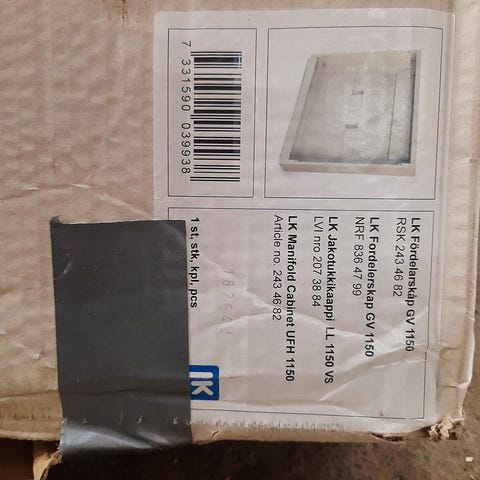 LK Fördelarskåp GV 1150
RSK 243 46 82
LK Fordelerskap GV 1150
NRF 836 47 99
LK Jakotukkikaappi LL 1150 VS
LVI nro 207 38 84
LK Manifold Cabinet UFH 1150
Article no. 243 46 82
1 st, stk, kpl, pcs
7 331590 039938
LK